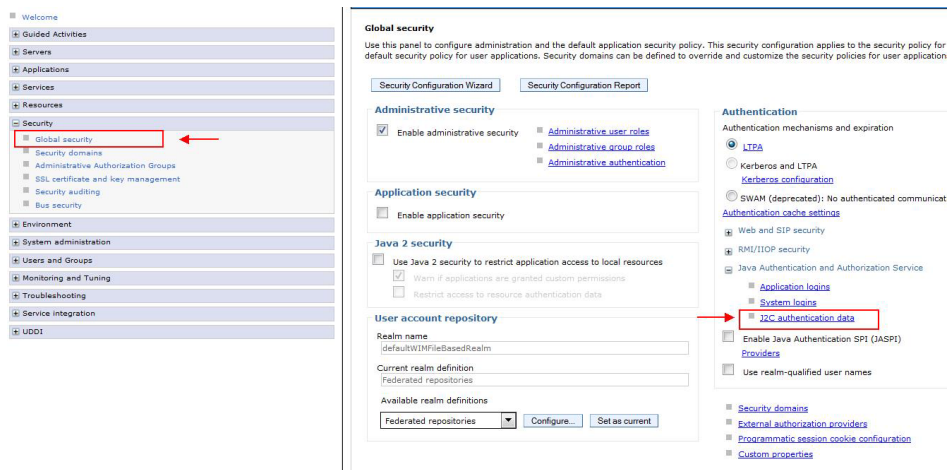 Welcome
Guided Activities
Servers
Applications
Services
Resources
Security
Global security
Security domains
Administrative Authorization Groups
SSL certificate and key management
Security auditing
Bus security
Environment
System administration
Users and Groups
Monitoring and Tuning
Troubleshooting
Service integration
UDDI
Global security
Use this panel to configure administration and the default application security policy. This security configuration applies to the security policy for
default security policy for user applications. Security domains can be defined to override and customize the security policies for user application
Security Configuration Wizard
Security Configuration Report
Administrative security
Enable administrative security
Administrative user roles
Administrative group roles
Administrative authentication
Application security
Enable application security
Java 2 security
Use Java 2 security to restrict application access to local resources
Warn if applications are granted custom permissions
Restrict access to resource authentication data
User account repository
Realm name
defaultWIMFileBasedRealm
Current realm definition
Federated repositories
Available realm definitions
Federated repositories
Configure...
Set as current
Authentication
Authentication mechanisms and expiration
LTPA
Kerberos and LTPA
Kerberos configuration
SWAM (deprecated): No authenticated communicat
Authentication cache settings
Web and SIP security
RMI/IIOP security
Java Authentication and Authorization Service
Application logins
System logins
J2C authentication data
Enable Java Authentication SPI (JASPI)
Providers
Use realm-qualified user names
Security domains
External authorization providers
Programmatic session cookie configuration
Custom properties